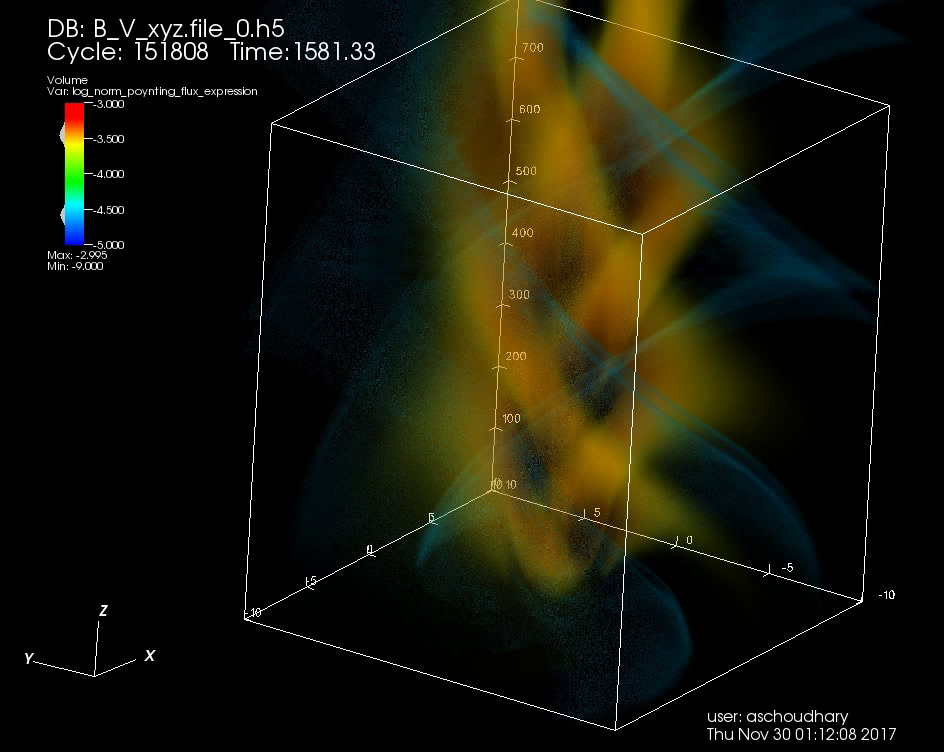 DB: B_V_xyz.file_0.h5
Cycle: 151808 Time:1581.33
Volume
Var: log_norm_poynting_flux_expression
-3.000
-3.500
-4.000
-4.500
-5.000
Max: -2.995
Min: -9.000
700
600
500
400
300
200
100
0
10
5
0
-5
-10
5
0
-5
-10
Z
Y
X
user: aschoudhary
Thu Nov 30 01:12:08 2017